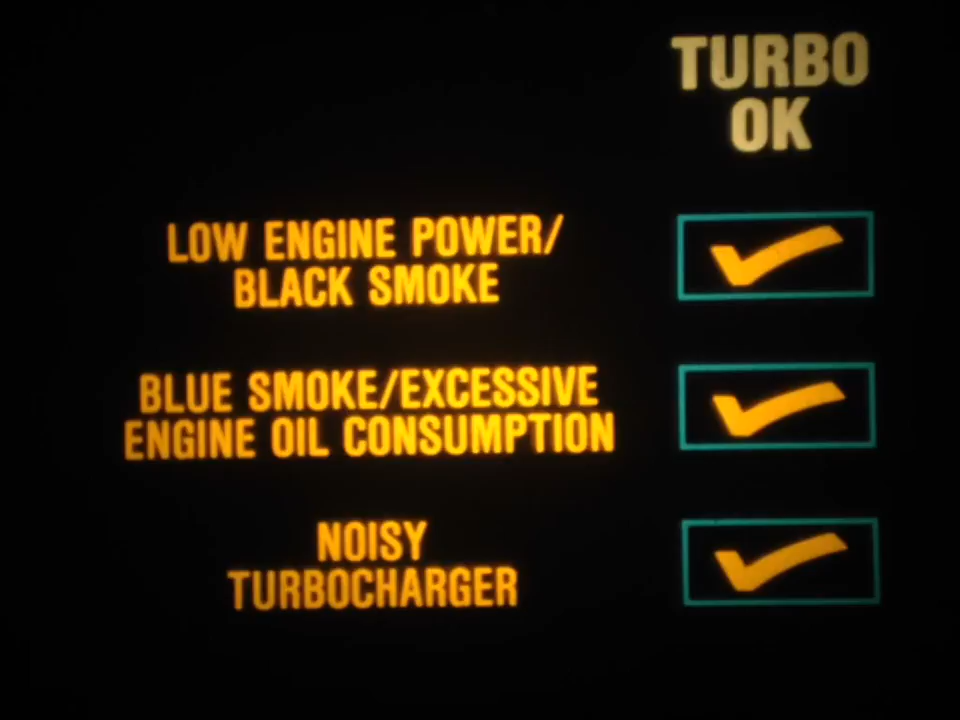 TURBO
OK
LOW ENGINE POWER/
BLACK SMOKE
BLUE SMOKE/EXCESSIVE
ENGINE OIL CONSUMPTION
NOISY
TURBOCHARGER